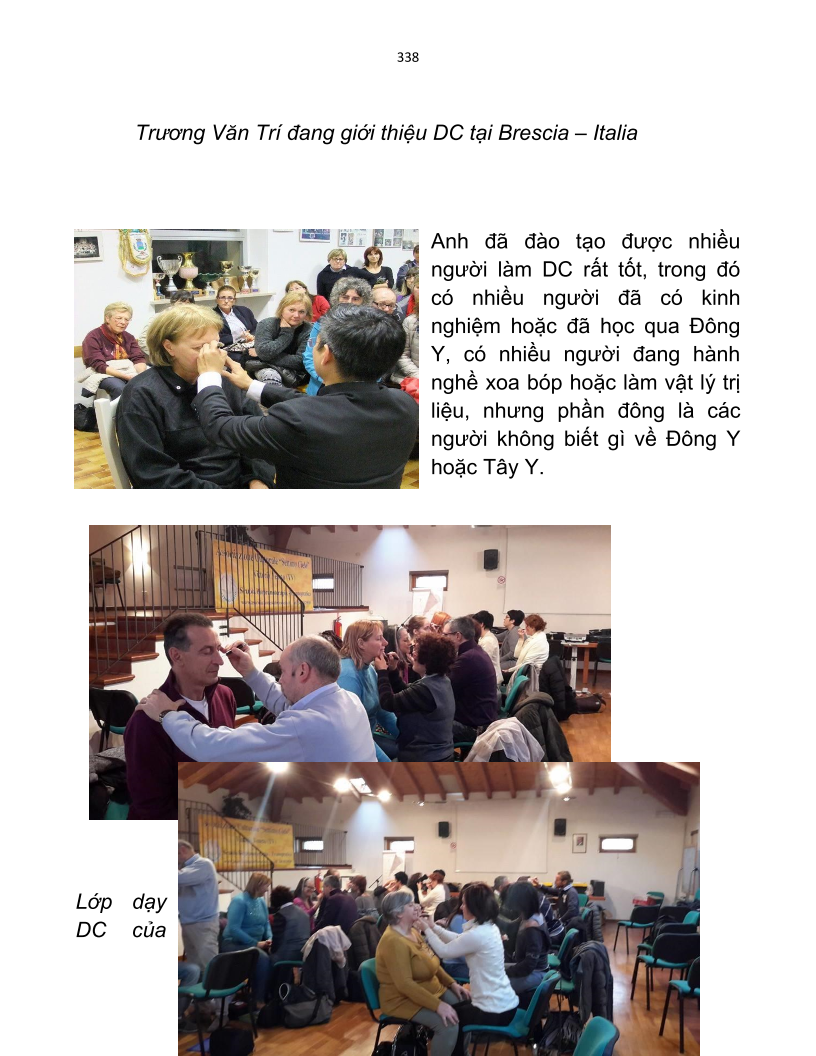 338
Trương Văn Trí đang giới thiệu DC tại Brescia – Italia
Anh đã đào tạo được nhiều
người làm DC rất tốt, trong đó
có nhiều người đã có kinh
nghiệm hoặc đã học qua Đông
Y, có nhiều người đang hành
nghề xoa bóp hoặc làm vật lý trị
liệu, nhưng phần đông là các
người không biết gì về Đông Y
hoặc Tây Y.
Lớp dạy
DC của